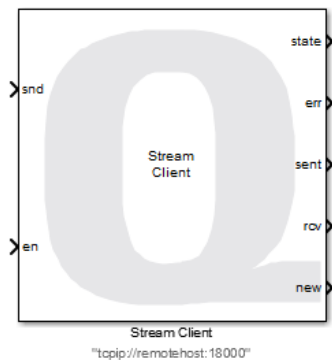 state
snd
err
Stream
Client
sent
rcv
en
new
Stream Client
"tcpip://remotehost:18000"